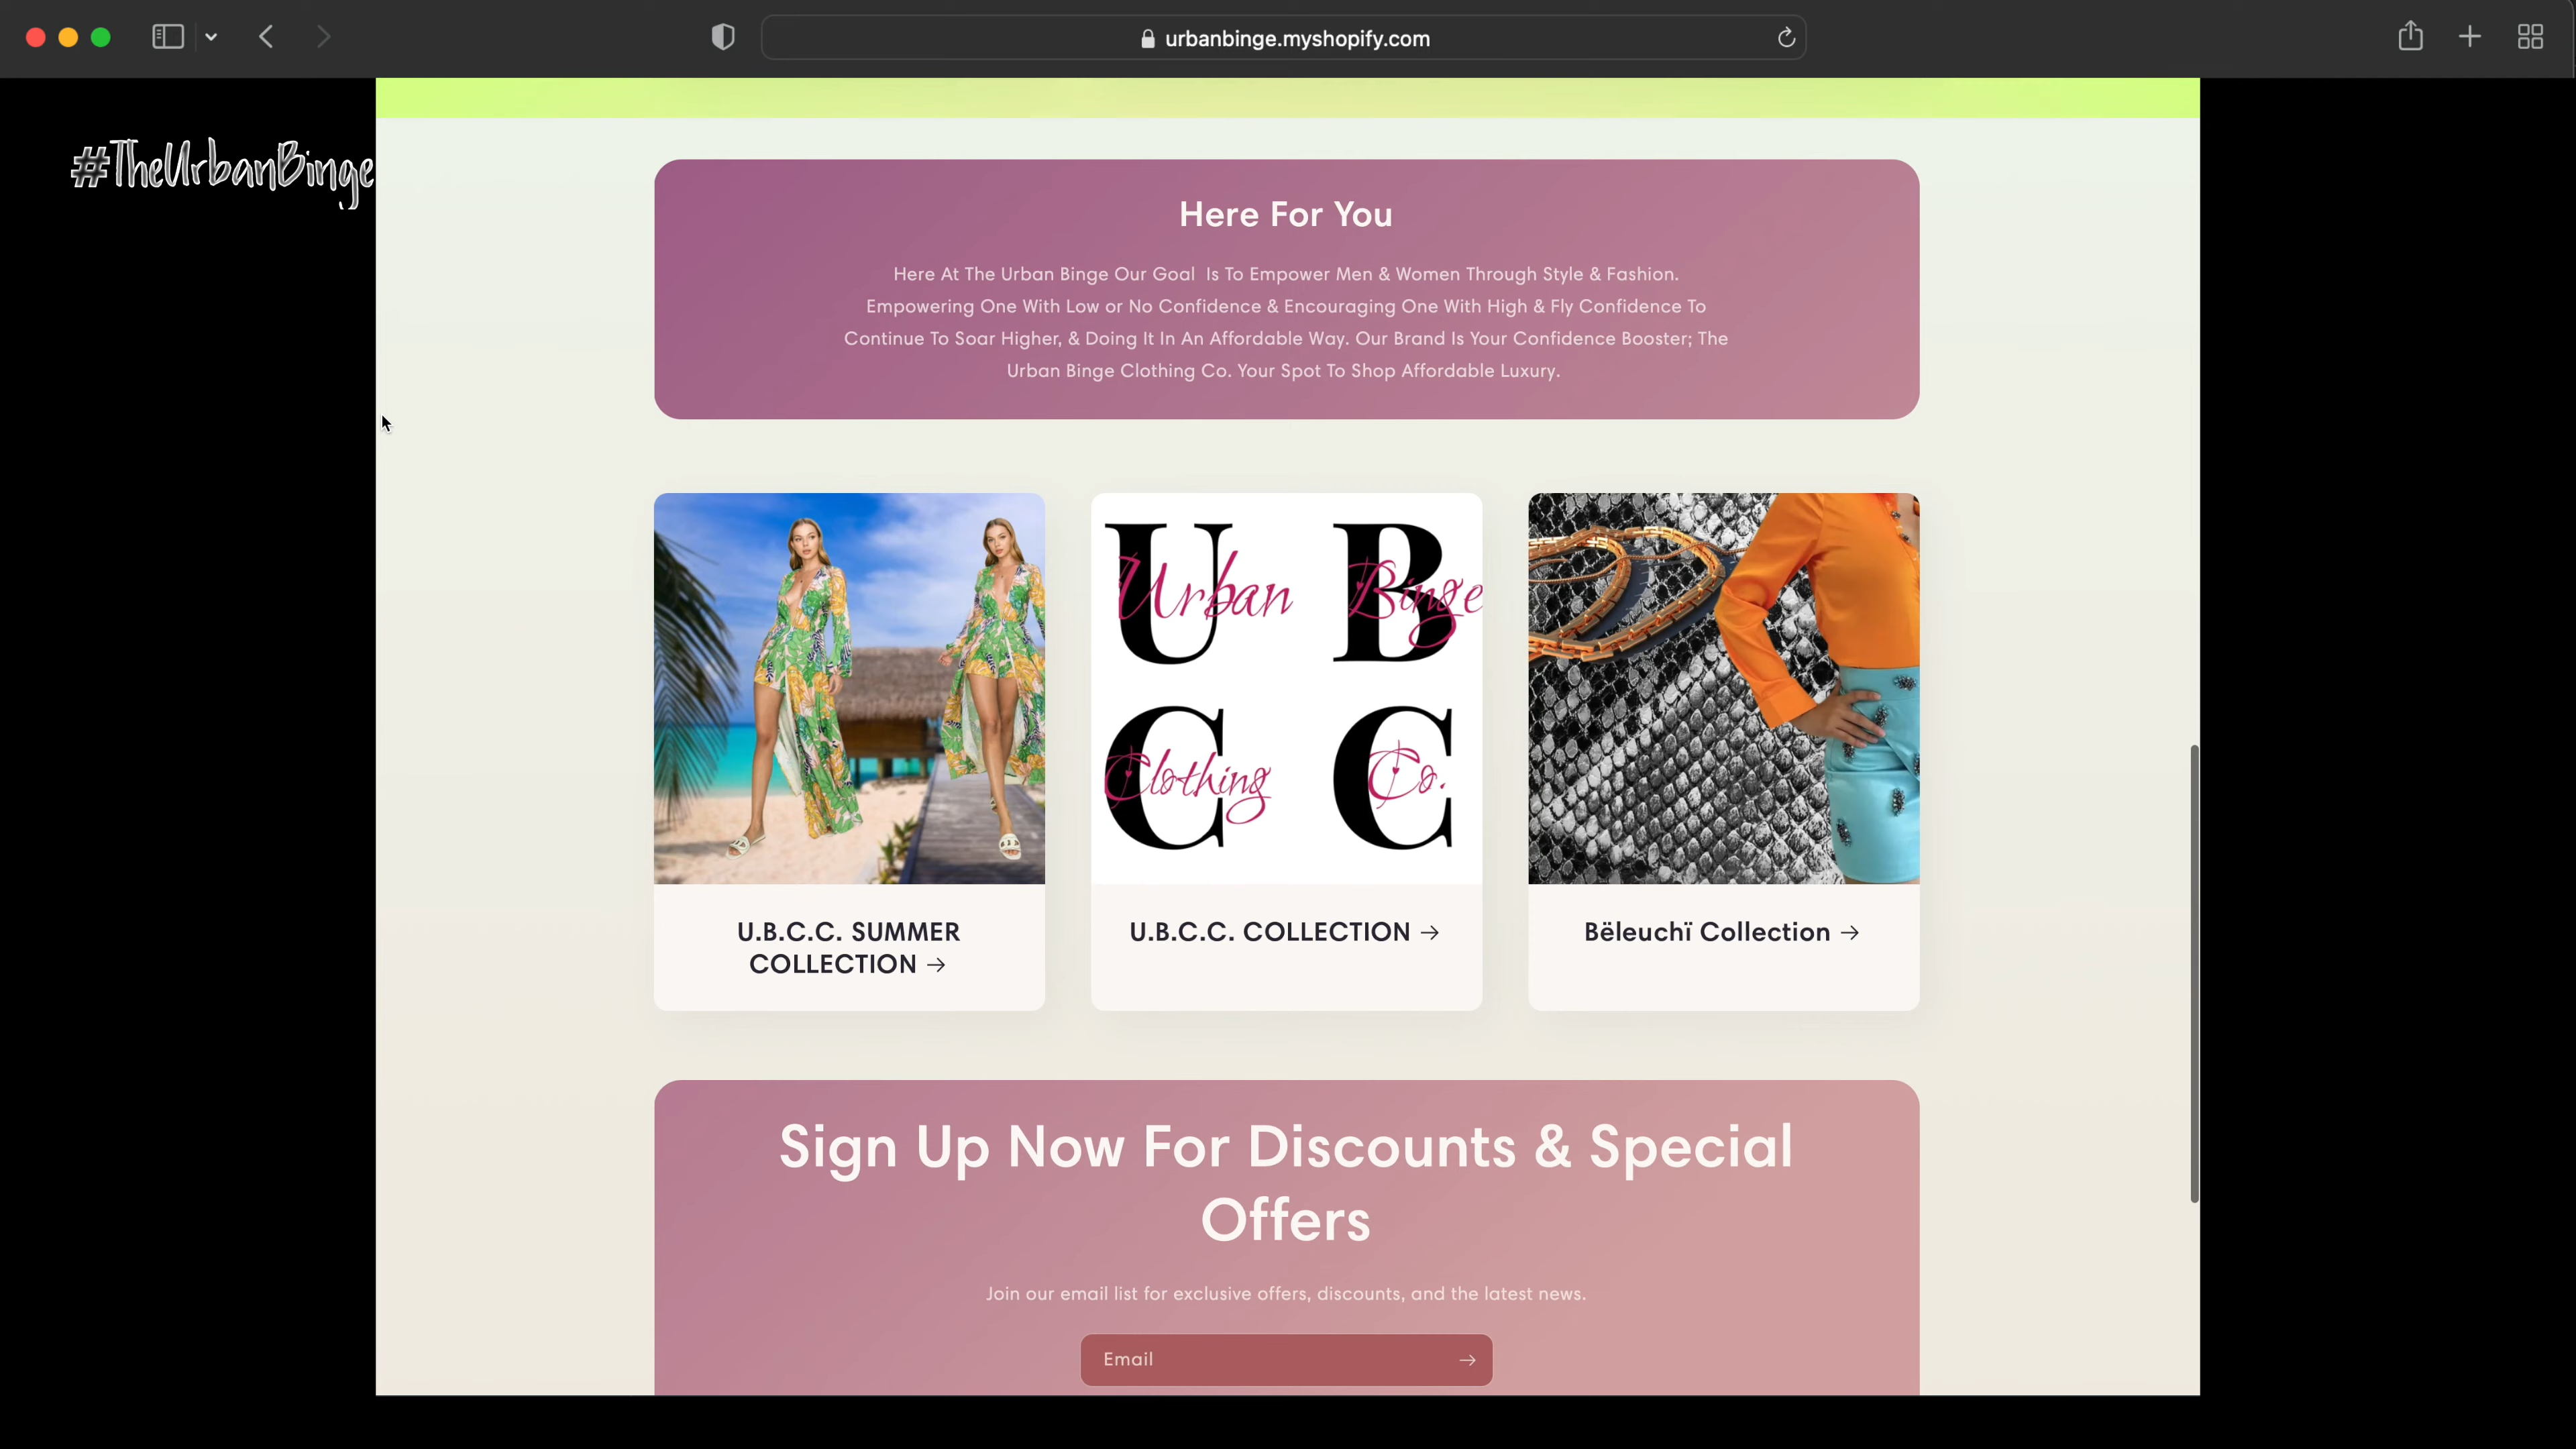 urbanbinge.myshopify.com
#TheUrbanBinge
Here For You
Here At The Urban Binge Our Goal Is To Empower Men & Women Through Style & Fashion.
Empowering One With Low or No Confidence & Encouraging One With High & Fly Confidence To
Continue To Soar Higher, & Doing It In An Affordable Way. Our Brand Is Your Confidence Booster; The
Urban Binge Clothing Co. Your Spot To Shop Affordable Luxury.
U B
Urban Binge
C C
Clothing Co.
U.B.C.C. SUMMER
COLLECTION →
U.B.C.C. COLLECTION →
Bëleuchï Collection →
Sign Up Now For Discounts & Special
Offers
Join our email list for exclusive offers, discounts, and the latest news.
Email →